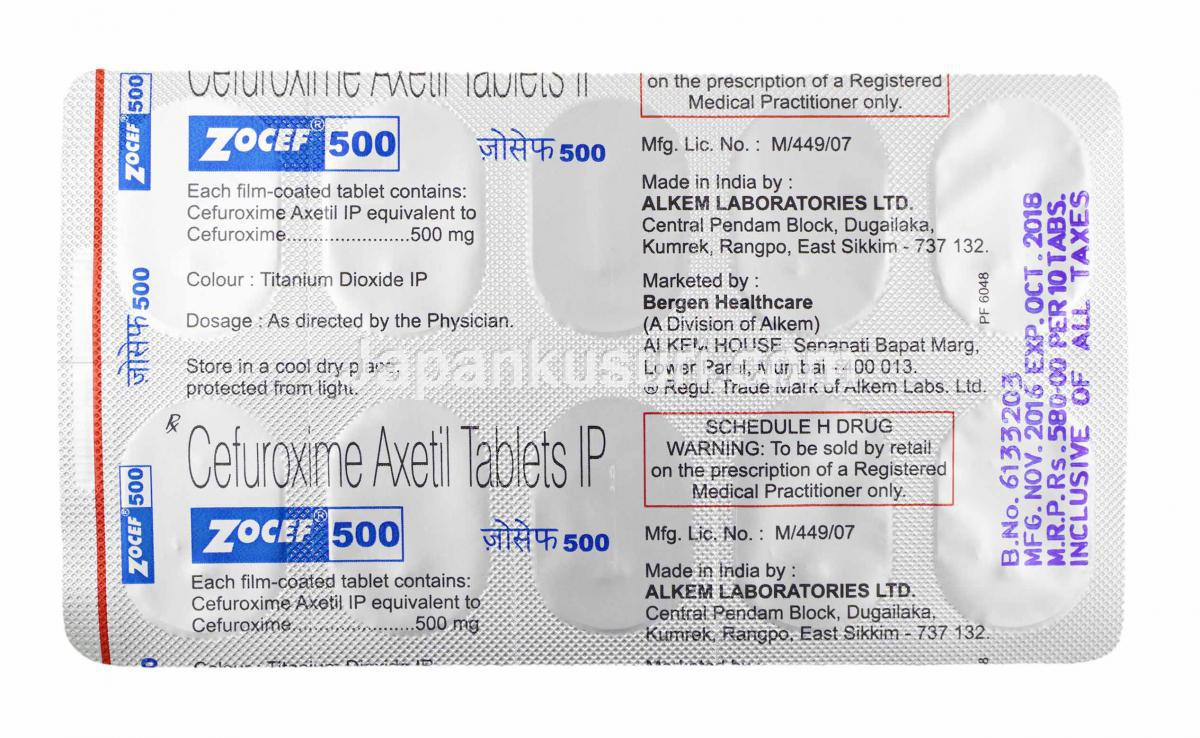 Cefuroxime Axetil Tablets IP
ZOCEF® 500
ज़ोसेफ 500
Each film-coated tablet contains:
Cefuroxime Axetil IP equivalent to
Cefuroxime......................500 mg
Colour : Titanium Dioxide IP
Dosage : As directed by the Physician.
Store in a cool dry place,
protected from light.
on the prescription of a Registered
Medical Practitioner only.
Mfg. Lic. No. : M/449/07
Made in India by :
ALKEM LABORATORIES LTD.
Central Pendam Block, Dugailaka,
Kumrek, Rangpo, East Sikkim - 737 132.
Marketed by :
Bergen Healthcare
(A Division of Alkem)
ALKEM HOUSE, Senapati Bapat Marg,
Lower Parel, Mumbai - 400 013.
® Regd. Trade Mark of Alkem Labs. Ltd.
PF 6048
ZOCEF® 500
ज़ोसेफ 500
ZOCEF® 500
Rx
Cefuroxime Axetil Tablets IP
ZOCEF® 500
ज़ोसेफ 500
Each film-coated tablet contains:
Cefuroxime Axetil IP equivalent to
Cefuroxime......................500 mg
Colour : Titanium Dioxide IP
SCHEDULE H DRUG
WARNING: To be sold by retail
on the prescription of a Registered
Medical Practitioner only.
Mfg. Lic. No. : M/449/07
Made in India by :
ALKEM LABORATORIES LTD.
Central Pendam Block, Dugailaka,
Kumrek, Rangpo, East Sikkim - 737 132.
Marketed by :
8
B.No. 6133203
MFG. NOV. 2016 EXP. OCT. 2018
M.R.P. Rs. 580-00 PER 10 TABS.
INCLUSIVE OF ALL TAXES